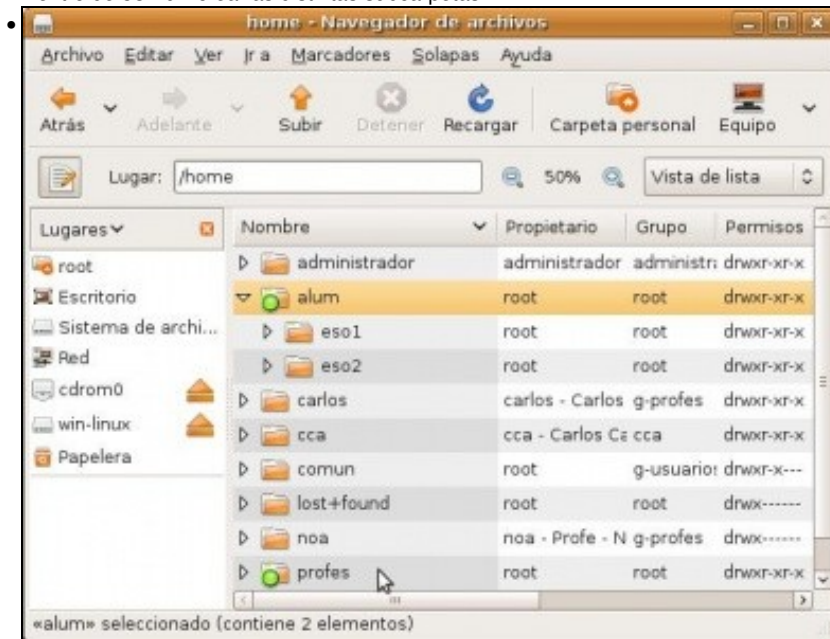 home - Navegador de archivos
Archivo Editar Ver Ir a Marcadores Solapas Ayuda
Atrás Adelante Subir Detener Recargar Carpeta personal Equipo
Lugar: /home 50% Vista de lista
Lugares Nombre Propietario Grupo Permisos
root administrador administrador administra drwxr-xr-x
Escritorio alum root root drwxr-xr-x
Sistema de archi... eso1 root root drwxr-xr-x
Red eso2 root root drwxr-xr-x
cdrom0 carlos carlos - Carlos g-profes drwxr-xr-x
win-linux cca cca - Carlos Ca cca drwxr-xr-x
Papelera comun root g-usuarios drwxr-x---
lost+found root root drwx------
noa noa - Profe - N g-profes drwx------
profes root root drwxr-xr-x
«alum» seleccionado (contiene 2 elementos)